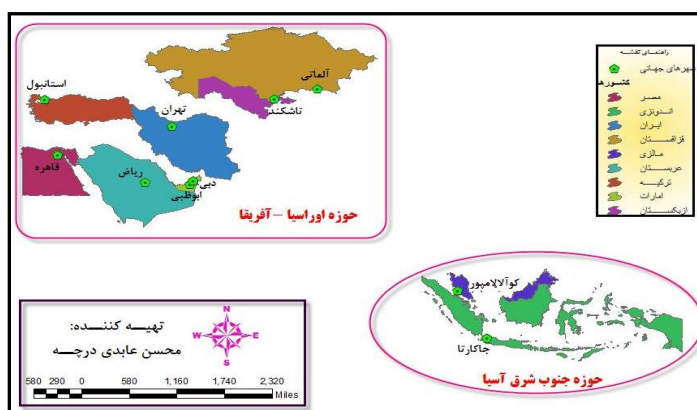 راهنمای نقشه
شهرهای جهانی
کشورها
مصر
اندونزی
ایران
قزاقستان
مالزی
عربستان
ترکیه
امارات
ازبکستان
آلماتی
استانبول
تاشکند
تهران
قاهره
ریاض
دبی
ابوظبی
حوزه اوراسیا – آفریقا
کوآلالامپور
جاکارتا
حوزه جنوب شرق آسیا
تهیه کننده:
محسن عابدی درچه
N
W E
S
580 290 0 580 1,160 1,740 2,320
Miles